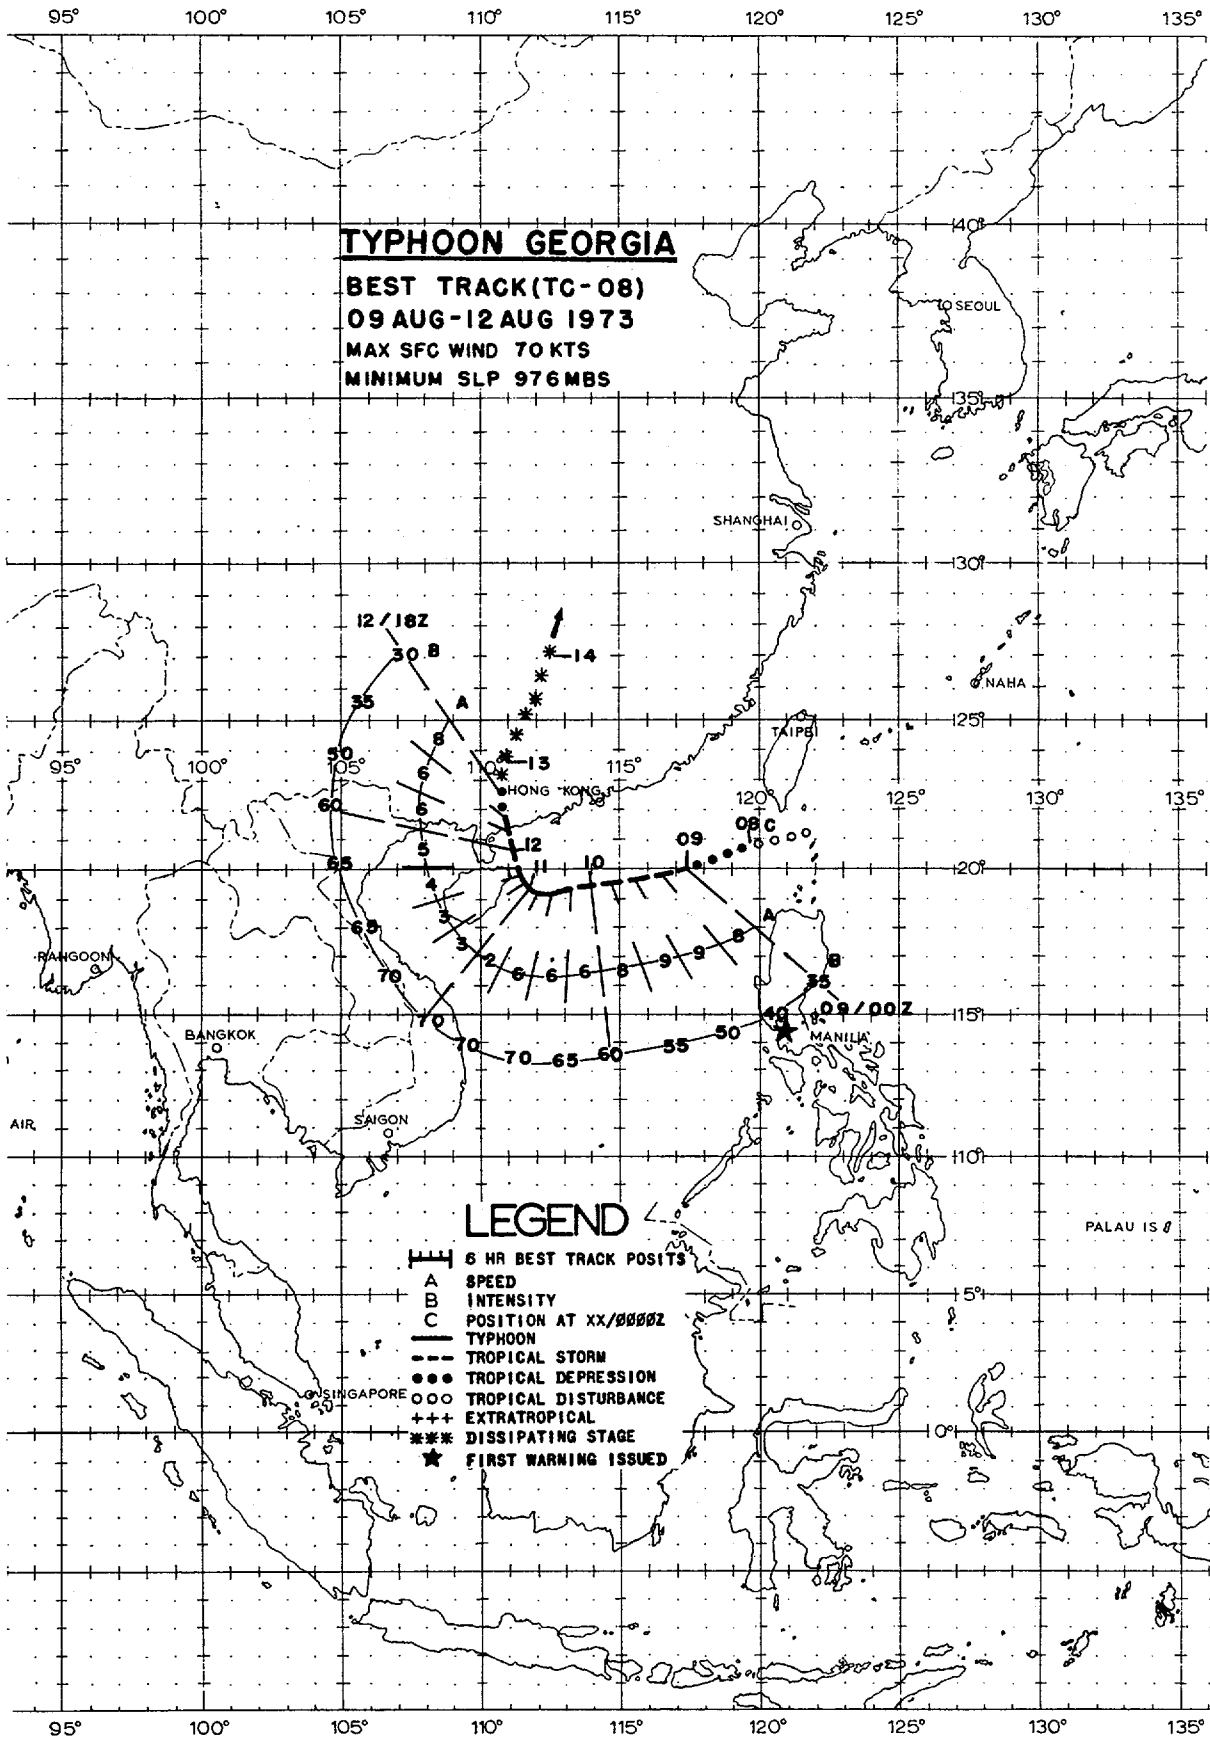 95° 100° 105° 110° 115° 120° 125° 130° 135°
40°
TYPHOON GEORGIA
BEST TRACK(TC-08)
09 AUG-12 AUG 1973
MAX SFC WIND 70 KTS
MINIMUM SLP 976 MBS
SEOUL
35°
SHANGHAI
30°
12/18Z
30 B
14
NAHA
35
A
25°
TAIPEI
8
50
13
95° 100° 105° 110° 115° 120° 125° 130° 135°
6
HONG KONG
60
6
08 C
09
12
5
65
11
10
20°
4
3
A
65
3
8
RANGOON
2
6 6 6 8 9 9
B
70
35
09/00Z
70
40
15°
BANGKOK
50
MANILA
70
70 65 60 55
SAIGON
AIR
10°
LEGEND
PALAU IS
6 HR BEST TRACK POSITS
A SPEED
5°
B INTENSITY
C POSITION AT XX/0000Z
TYPHOON
TROPICAL STORM
TROPICAL DEPRESSION
SINGAPORE
TROPICAL DISTURBANCE
+++ EXTRATROPICAL
0°
*** DISSIPATING STAGE
★ FIRST WARNING ISSUED
95° 100° 105° 110° 115° 120° 125° 130° 135°